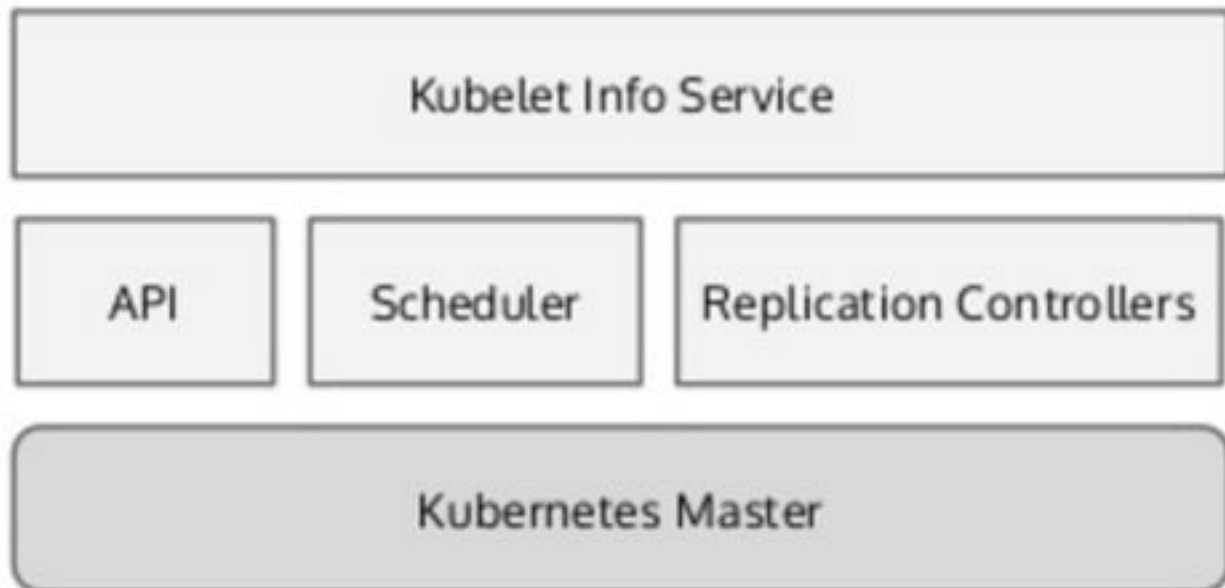 Kubelet Info Service
API
Scheduler
Replication Controllers
Kubernetes Master